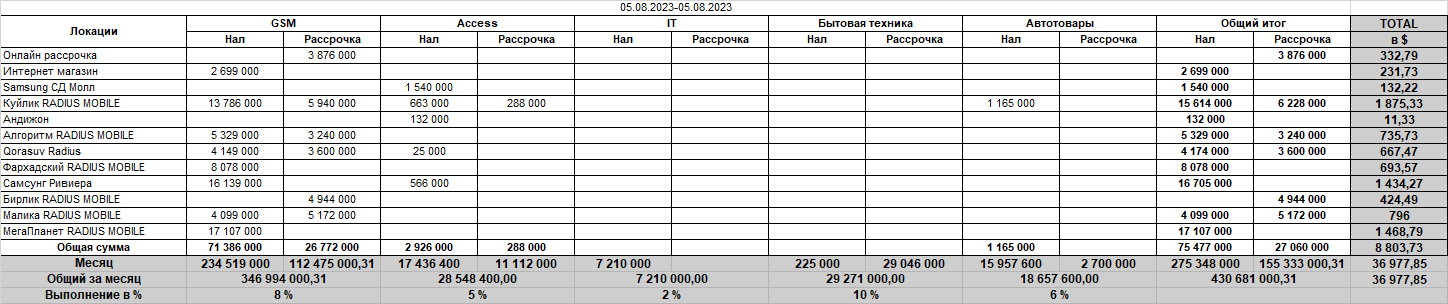 05.08.2023-05.08.2023
Локации GSM Access IT Бытовая техника Автотовары Общий итог TOTAL
Нал Рассрочка Нал Рассрочка Нал Рассрочка Нал Рассрочка Нал Рассрочка Нал Рассрочка в $
Онлайн рассрочка 3 876 000 3 876 000 332,79
Интернет магазин 2 699 000 2 699 000 231,73
Samsung СД Молл 1 540 000 1 540 000 132,22
Куйлик RADIUS MOBILE 13 786 000 5 940 000 663 000 288 000 1 165 000 15 614 000 6 228 000 1 875,33
Андижон 132 000 132 000 11,33
Алгоритм RADIUS MOBILE 5 329 000 3 240 000 5 329 000 3 240 000 735,73
Qorasuv Radius 4 149 000 3 600 000 25 000 4 174 000 3 600 000 667,47
Фархадский RADIUS MOBILE 8 078 000 8 078 000 693,57
Самсунг Ривиера 16 139 000 566 000 16 705 000 1 434,27
Бирлик RADIUS MOBILE 4 944 000 4 944 000 424,49
Малика RADIUS MOBILE 4 099 000 5 172 000 4 099 000 5 172 000 796
МегаПланет RADIUS MOBILE 17 107 000 17 107 000 1 468,79
Общая сумма 71 386 000 26 772 000 2 926 000 288 000 1 165 000 75 477 000 27 060 000 8 803,73
Месяц 234 519 000 112 475 000,31 17 436 400 11 112 000 7 210 000 225 000 29 046 000 15 957 600 2 700 000 275 348 000 155 333 000,31 36 977,85
Общий за месяц 346 994 000,31 28 548 400,00 7 210 000,00 29 271 000,00 18 657 600,00 430 681 000,31 36 977,85
Выполнение в % 8 % 5 % 2 % 10 % 6 %